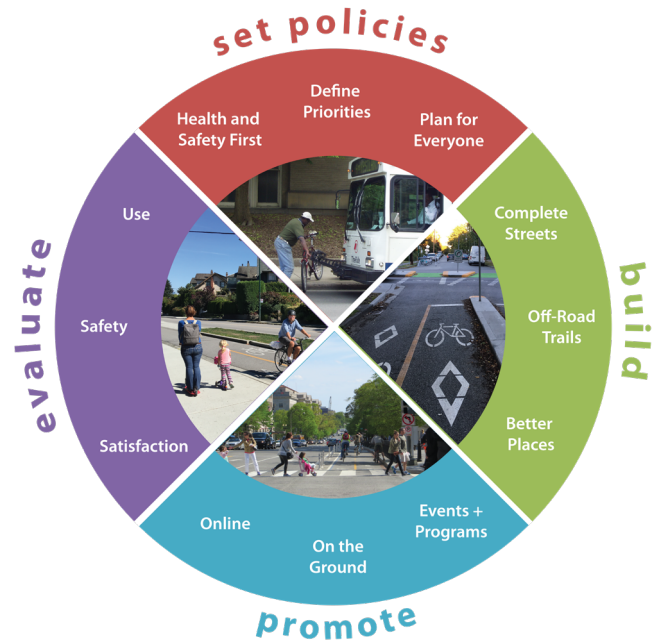 set policies
Health and
Safety First
Define
Priorities
Plan for
Everyone
build
Complete
Streets
Off-Road
Trails
Better
Places
promote
Events +
Programs
On the
Ground
Online
evaluate
Use
Safety
Satisfaction